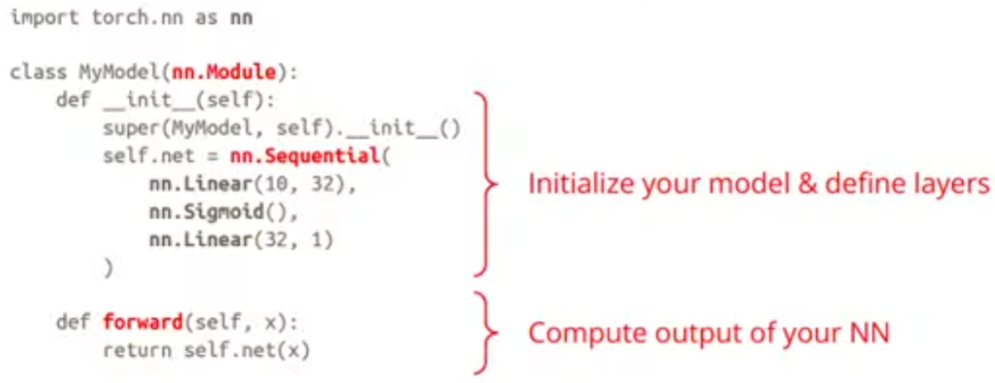 import torch.nn as nn
class MyModel(nn.Module):
def __init__(self):
super(MyModel, self).__init__()
self.net = nn.Sequential(
nn.Linear(10, 32),
nn.Sigmoid(),
nn.Linear(32, 1)
)
Initialize your model & define layers
def forward(self, x):
return self.net(x)
Compute output of your NN